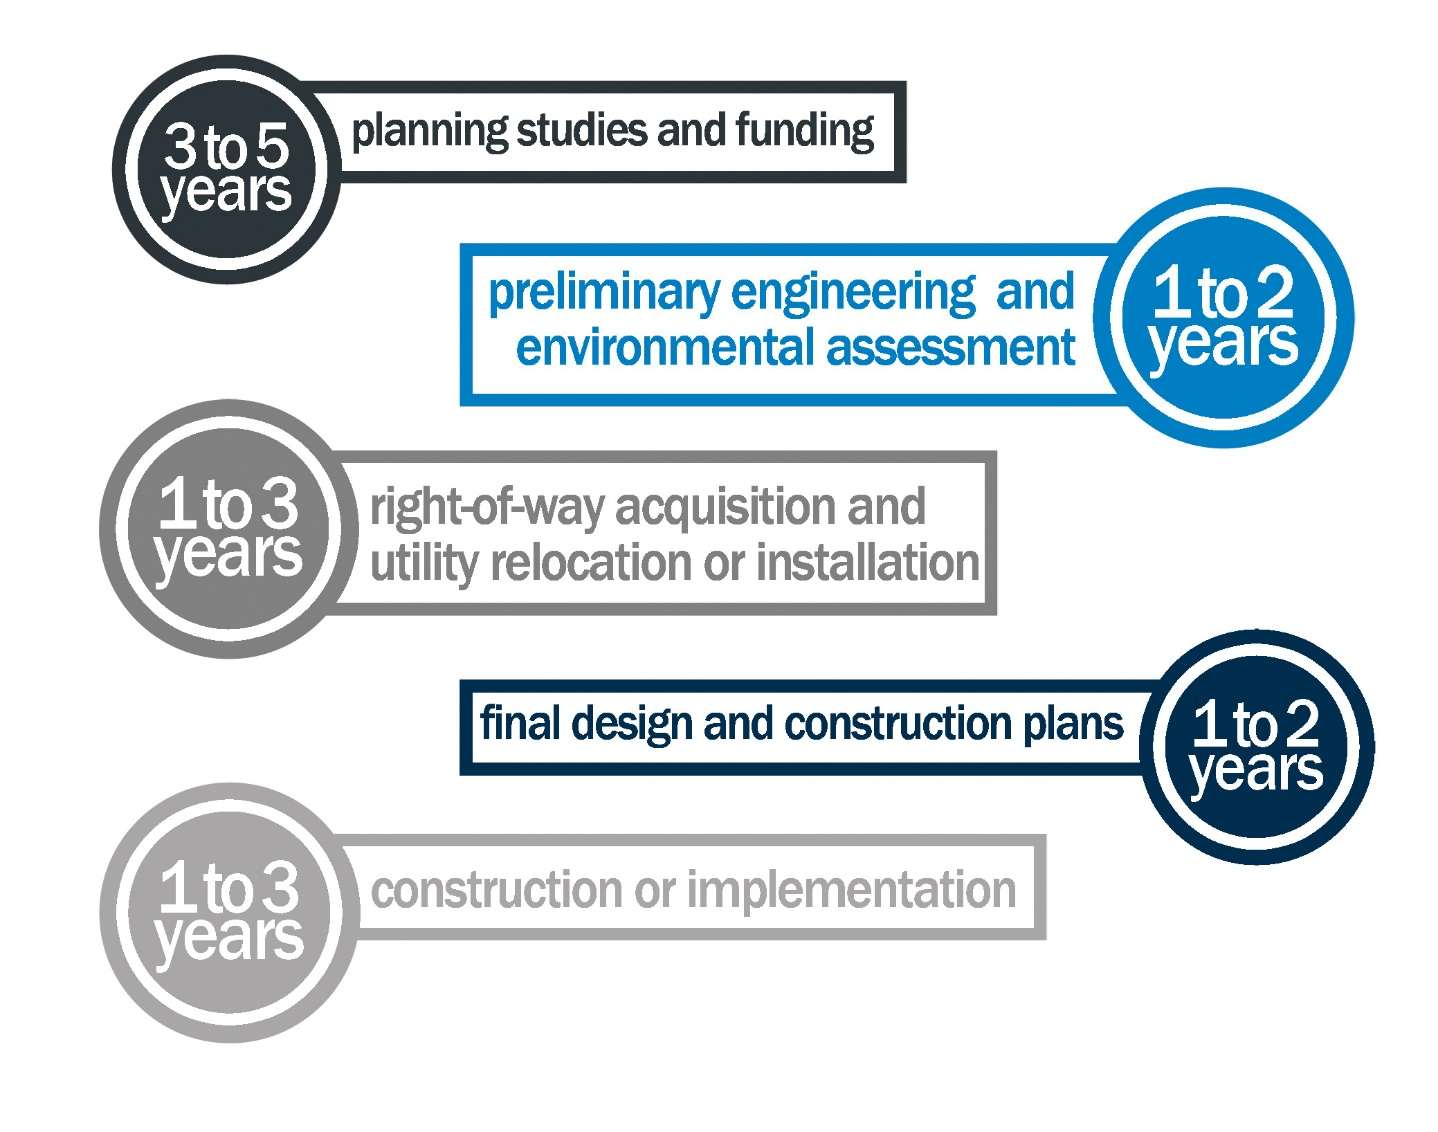 3 to 5
years
planning studies and funding
preliminary engineering and
environmental assessment
1 to 2
years
1 to 3
years
right-of-way acquisition and
utility relocation or installation
final design and construction plans
1 to 2
years
1 to 3
years
construction or implementation